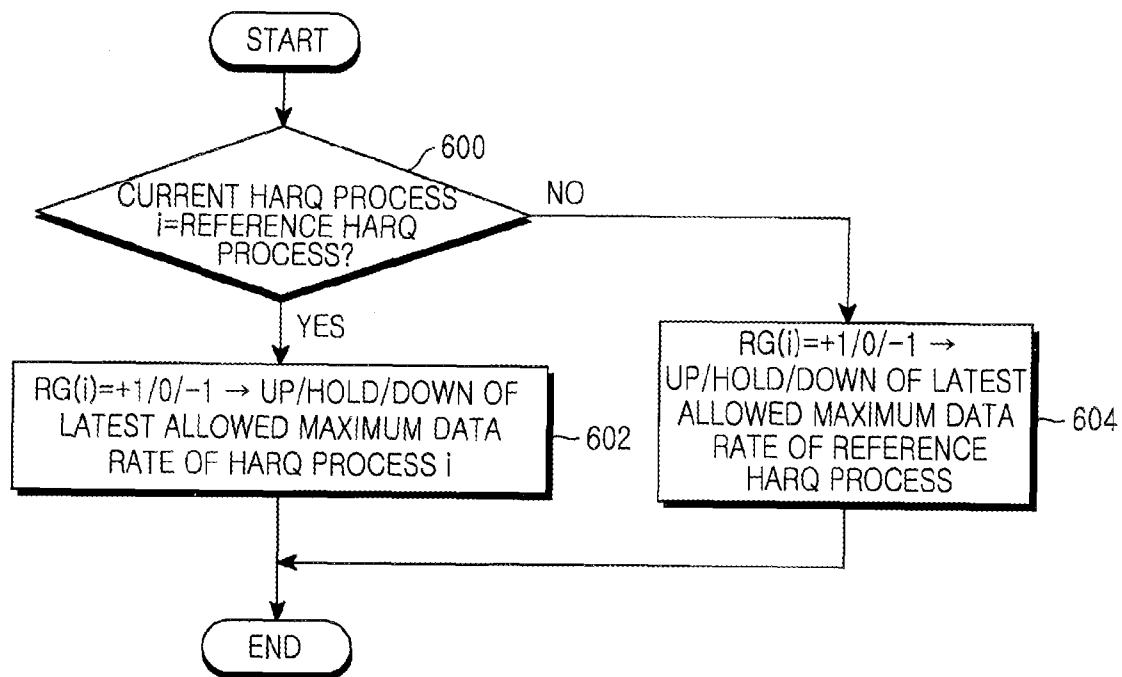 START
600
CURRENT HARQ PROCESS
i=REFERENCE HARQ
PROCESS?
NO
YES
RG(i)=+1/0/−1 → UP/HOLD/DOWN OF
LATEST ALLOWED MAXIMUM DATA
RATE OF HARQ PROCESS i
602
RG(i)=+1/0/−1 →
UP/HOLD/DOWN OF LATEST
ALLOWED MAXIMUM DATA
RATE OF REFERENCE
HARQ PROCESS
604
END